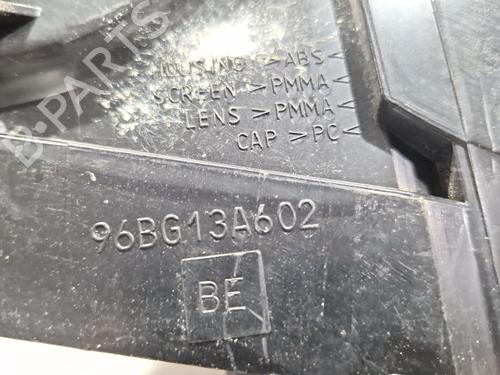 HOUSING >ABS<
SCREEN >PMMA<
LENS >PMMA<
CAP >PC<
96BG13A602
BE
B-PARTS